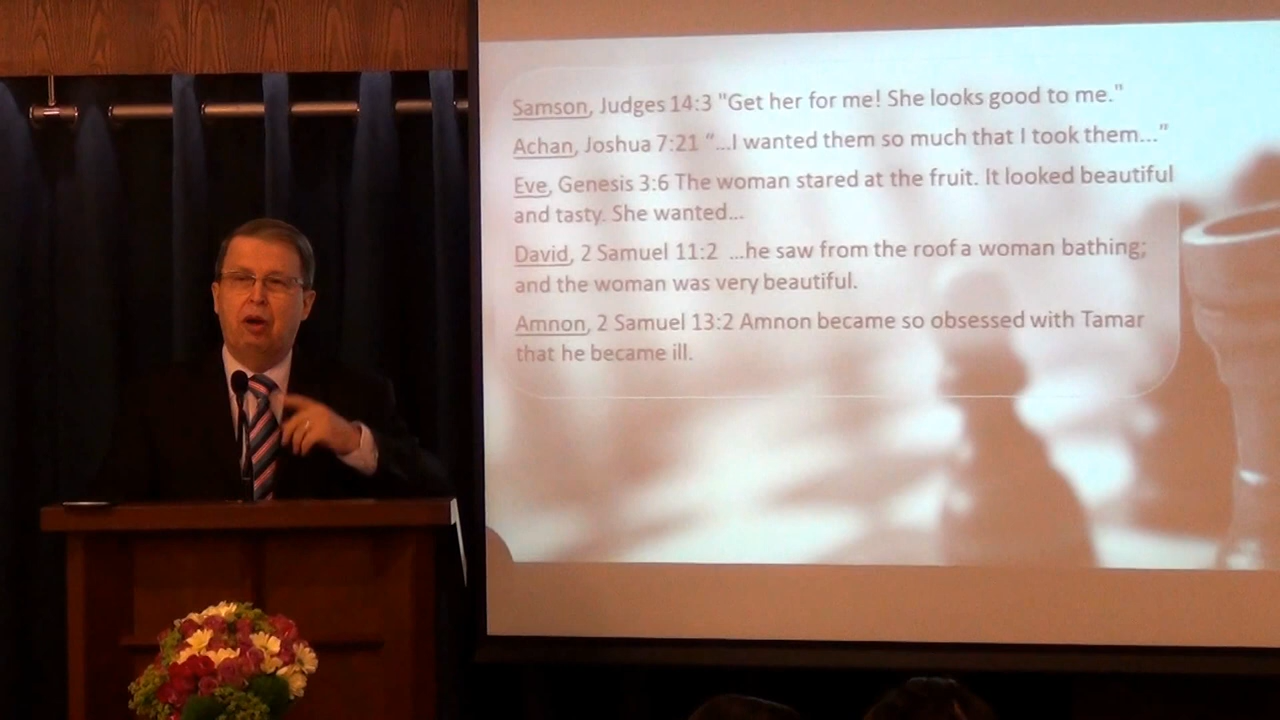 Samson, Judges 14:3 "Get her for me! She looks good to me."
Achan, Joshua 7:21 “...I wanted them so much that I took them...”
Eve, Genesis 3:6 The woman stared at the fruit. It looked beautiful
and tasty. She wanted...
David, 2 Samuel 11:2 ...he saw from the roof a woman bathing;
and the woman was very beautiful.
Amnon, 2 Samuel 13:2 Amnon became so obsessed with Tamar
that he became ill.